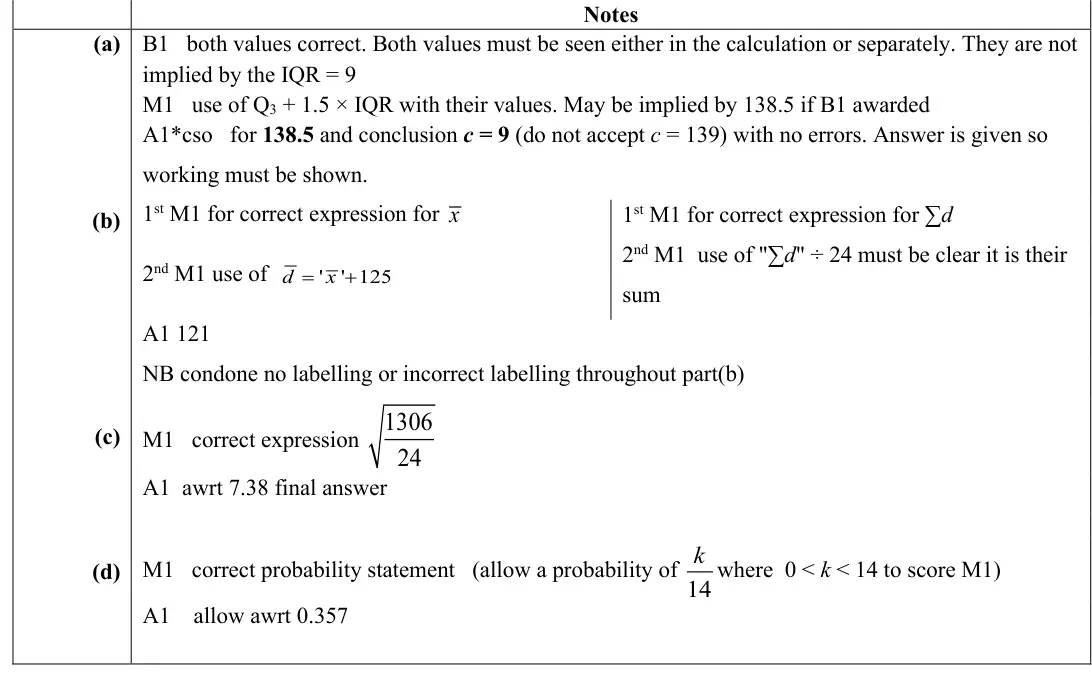 Notes
(a) B1 both values correct. Both values must be seen either in the calculation or separately. They are not
implied by the IQR = 9
M1 use of Q₃ + 1.5 × IQR with their values. May be implied by 138.5 if B1 awarded
A1*cso for 138.5 and conclusion c = 9 (do not accept c = 139) with no errors. Answer is given so
working must be shown.
(b) 1st M1 for correct expression for x̅
2nd M1 use of d̅ = ' x̅ '+125
1st M1 for correct expression for ∑d
2nd M1 use of "∑d" ÷ 24 must be clear it is their
sum
A1 121
NB condone no labelling or incorrect labelling throughout part(b)
(c) M1 correct expression √(1306/24)
A1 awrt 7.38 final answer
(d) M1 correct probability statement (allow a probability of k/14 where 0 < k < 14 to score M1)
A1 allow awrt 0.357